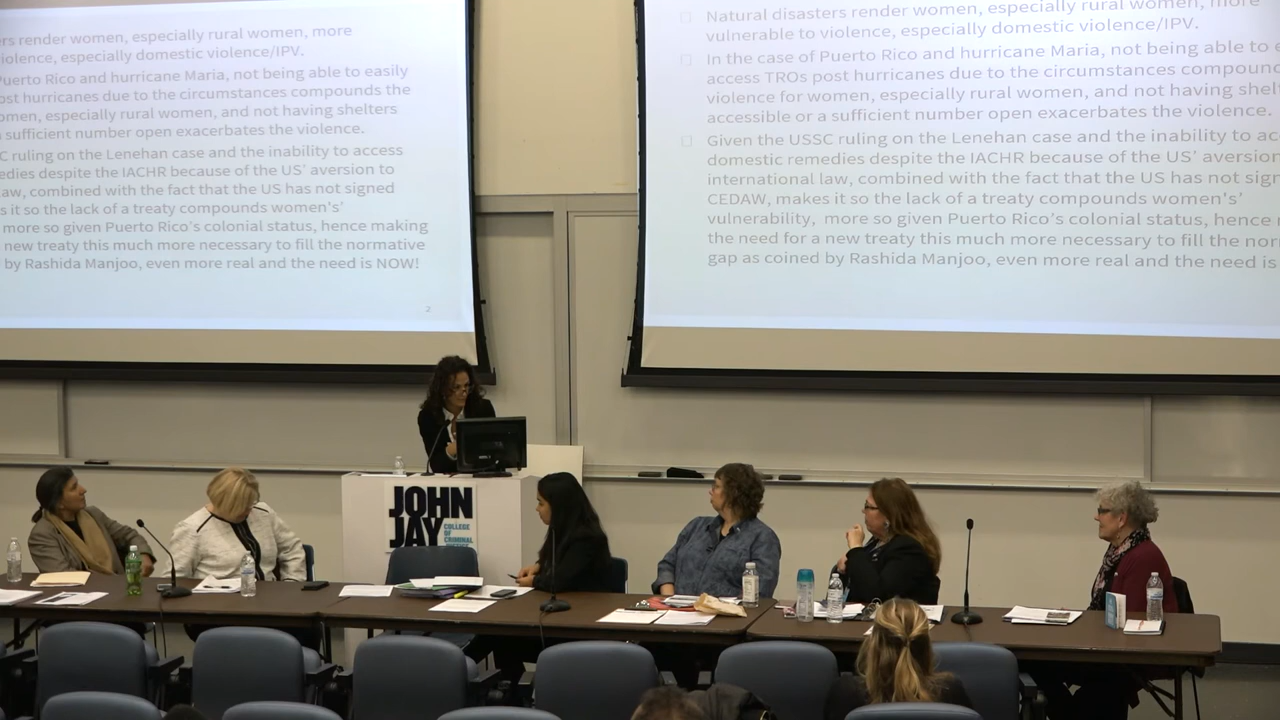 ers render women, especially rural women, more
violence, especially domestic violence/IPV.
Puerto Rico and hurricane Maria, not being able to easily
post hurricanes due to the circumstances compounds the
omen, especially rural women, and not having shelters
a sufficient number open exacerbates the violence.
C ruling on the Lenehan case and the inability to access
edies despite the IACHR because of the US' aversion to
aw, combined with the fact that the US has not signed
s it so the lack of a treaty compounds women's'
more so given Puerto Rico's colonial status, hence making
new treaty this much more necessary to fill the normative
by Rashida Manjoo, even more real and the need is NOW!
2
Natural disasters render women, especially rural women, more
vulnerable to violence, especially domestic violence/IPV.
In the case of Puerto Rico and hurricane Maria, not being able to e
access TROs post hurricanes due to the circumstances compound
violence for women, especially rural women, and not having shelt
accessible or a sufficient number open exacerbates the violence.
Given the USSC ruling on the Lenehan case and the inability to ac
domestic remedies despite the IACHR because of the US' aversion
international law, combined with the fact that the US has not sign
CEDAW, makes it so the lack of a treaty compounds women's'
vulnerability, more so given Puerto Rico's colonial status, hence
the need for a new treaty this much more necessary to fill the norm
gap as coined by Rashida Manjoo, even more real and the need is
JOHN
JAY
COLLEGE
OF
CRIMINAL